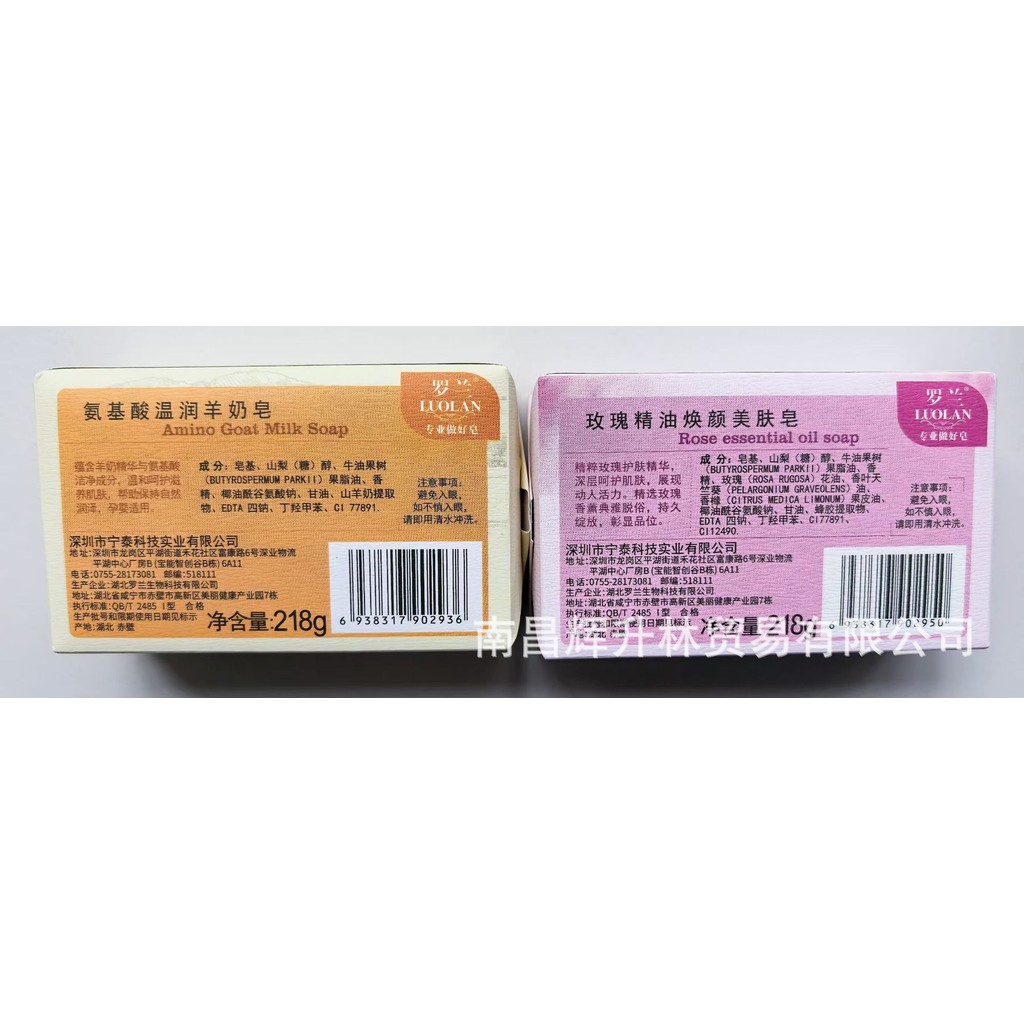 氨基酸温润羊奶皂
Amino Goat Milk Soap
罗兰®
LUOLAN
专业做好皂
蕴含羊奶精华与氨基酸
洁净成分，温和呵护滋
养肌肤，帮助保持自然
润泽，孕婴适用。
成分：皂基、山梨（糖）醇、牛油果树
(BUTYROSPERMUM PARKII）果脂油、香
精、椰油酰谷氨酸钠、甘油、山羊奶提取
物、EDTA 四钠、丁羟甲苯、CI 77891.
注意事项：
避免入眼，
如不慎入眼，
请即用清水冲洗。
深圳市宁泰科技实业有限公司
地址:深圳市龙岗区平湖街道禾花社区富康路6号深业物流
平湖中心厂房B (宝能智创谷B栋) 6A11
电话:0755-28173081 邮编:518111
生产企业:湖北罗兰生物科技有限公司
地址:湖北省咸宁市赤壁市高新区美丽健康产业园7栋
执行标准:QB/T 2485 Ⅰ型 合格
生产批号和限期使用日期见标示
产地:湖北 赤壁
净含量:218g
6 938317 902936
玫瑰精油焕颜美肤皂
Rose essential oil soap
罗兰®
LUOLAN
专业做好皂
精粹玫瑰护肤精华，
深层呵护肌肤，展现
动人活力。精选玫瑰
香薰典雅脱俗，持久
绽放，彰显品位。
成分：皂基、山梨（糖）醇、牛油果树
(BUTYROSPERMUM PARKII）果脂油、香
精、玫瑰（ROSA RUGOSA）花油、香叶天
竺葵（PELARGONIUM GRAVEOLENS）油、
香橼（CITRUS MEDICA LIMONUM）果皮油、
椰油酰谷氨酸钠、甘油、蜂胶提取物、
EDTA 四钠、丁羟甲苯、CI77891、
CI12490.
注意事项：
避免入眼，
如不慎入眼，
请即用清水冲洗。
深圳市宁泰科技实业有限公司
地址:深圳市龙岗区平湖街道禾花社区富康路6号深业物流
平湖中心厂房B (宝能智创谷B栋) 6A11
电话:0755-28173081 邮编:518111
生产企业:湖北罗兰生物科技有限公司
地址:湖北省咸宁市赤壁市高新区美丽健康产业园7栋
执行标准:QB/T 2485 Ⅰ型 合格
净含量:218g
6 938317 902950
南昌辉升林贸易有限公司